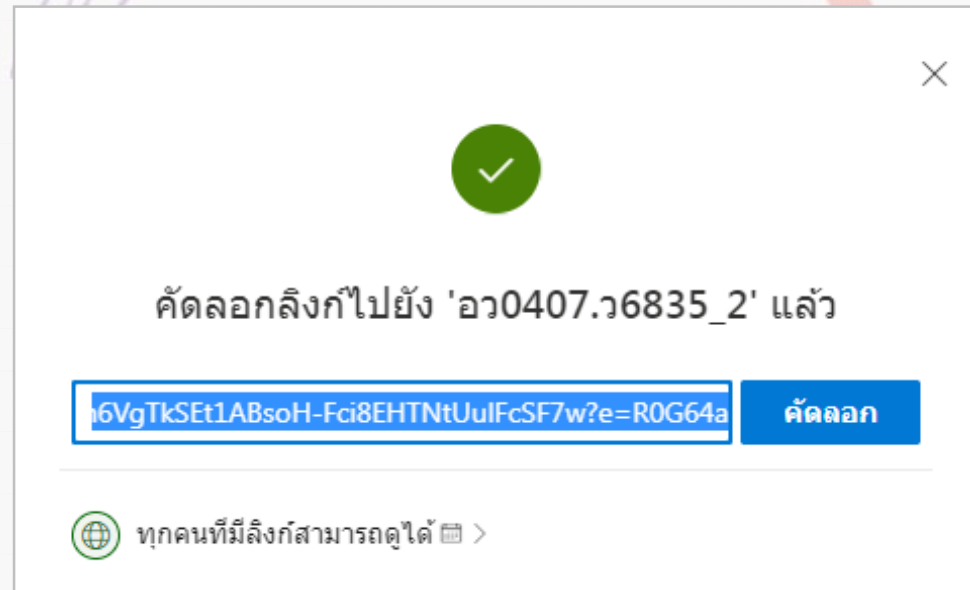 คัดลอกลิงก์ไปยัง 'อว0407.ว6835_2' แล้ว
6VgTkSEt1ABsoH-Fci8EHTNtUuIFcSF7w?e=R0G64a
คัดลอก
ทุกคนที่มีลิงก์สามารถดูได้